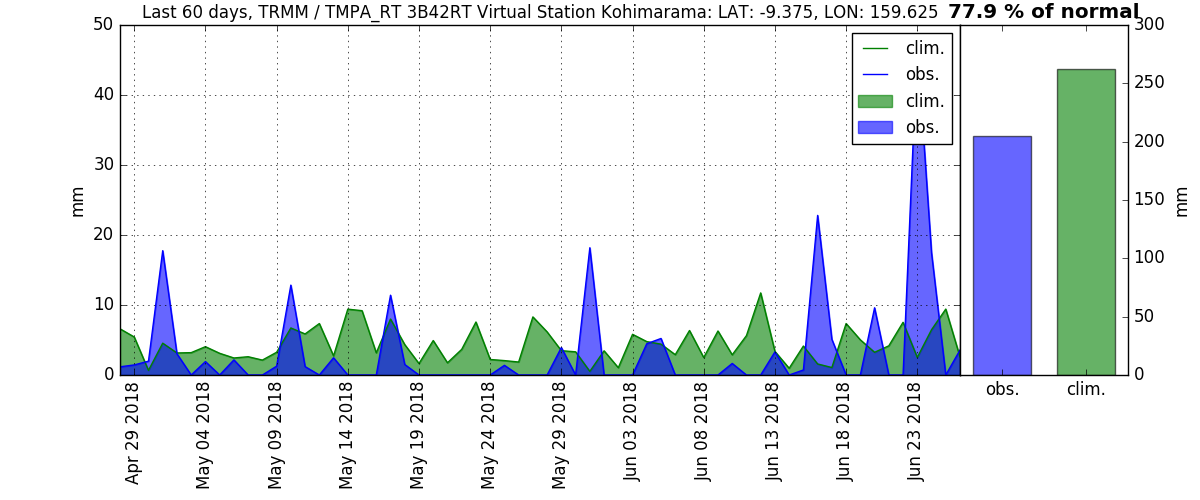 Last 60 days, TRMM / TMPA_RT 3B42RT Virtual Station Kohimarama: LAT: -9.375, LON: 159.625 77.9 % of normal
50
40
30
20
10
0
mm
clim.
obs.
clim.
obs.
300
250
200
150
100
50
0
mm
Apr 29 2018
May 04 2018
May 09 2018
May 14 2018
May 19 2018
May 24 2018
May 29 2018
Jun 03 2018
Jun 08 2018
Jun 13 2018
Jun 18 2018
Jun 23 2018
obs.
clim.